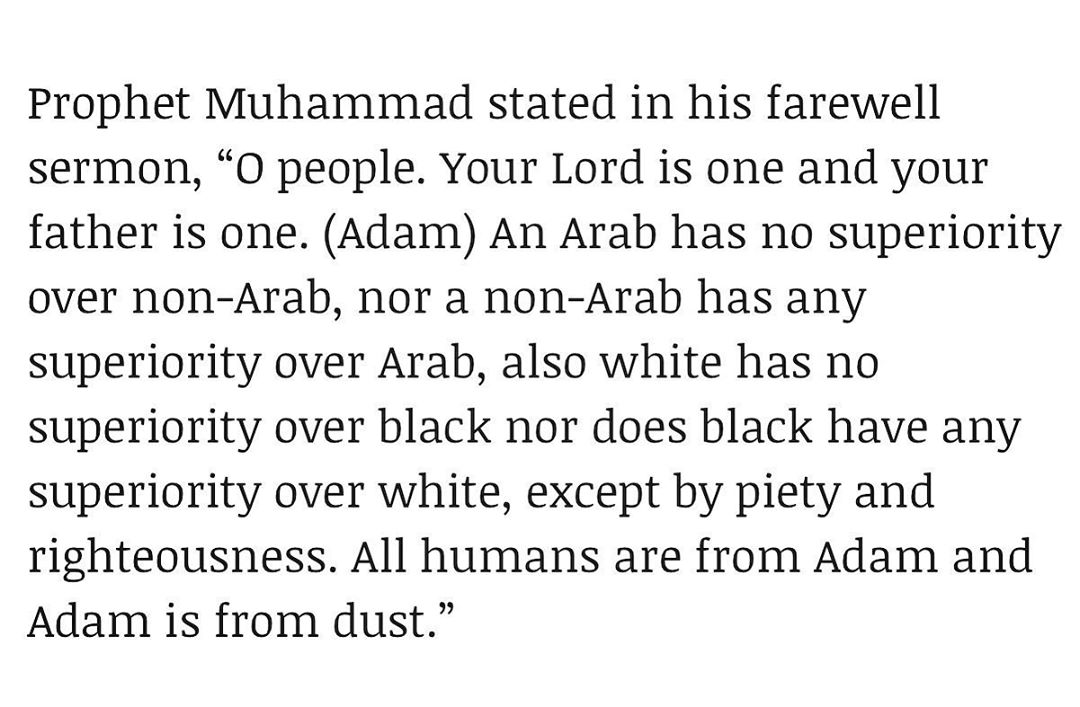 Prophet Muhammad stated in his farewell
sermon, “O people. Your Lord is one and your
father is one. (Adam) An Arab has no superiority
over non-Arab, nor a non-Arab has any
superiority over Arab, also white has no
superiority over black nor does black have any
superiority over white, except by piety and
righteousness. All humans are from Adam and
Adam is from dust.”